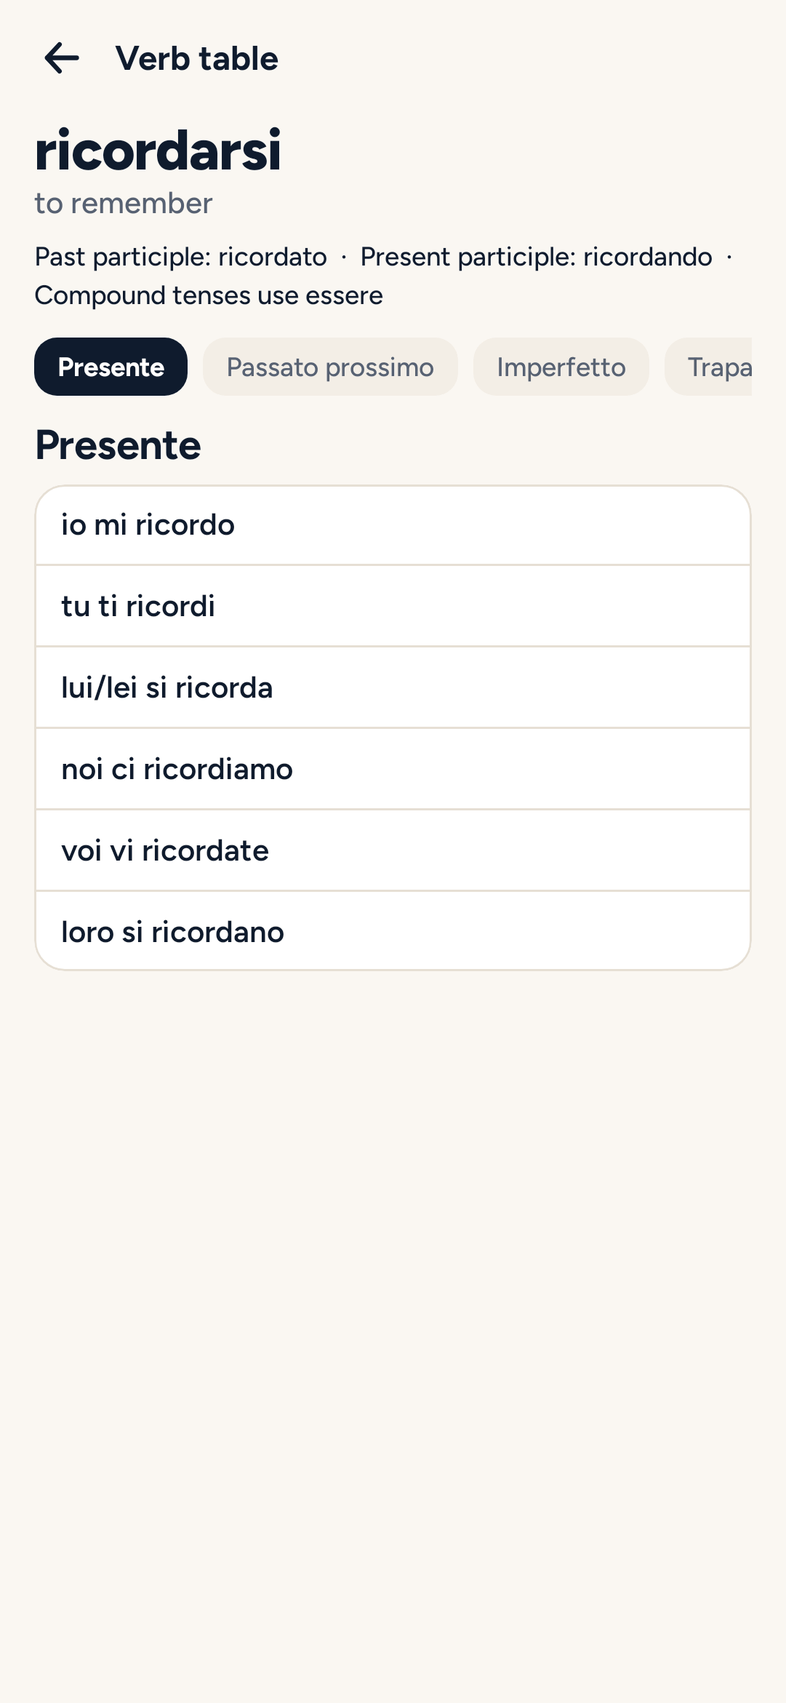 Verb table
ricordarsi
to remember
Past participle: ricordato · Present participle: ricordando ·
Compound tenses use essere
Presente Passato prossimo Imperfetto Trapa
Presente
io mi ricordo
tu ti ricordi
lui/lei si ricorda
noi ci ricordiamo
voi vi ricordate
loro si ricordano